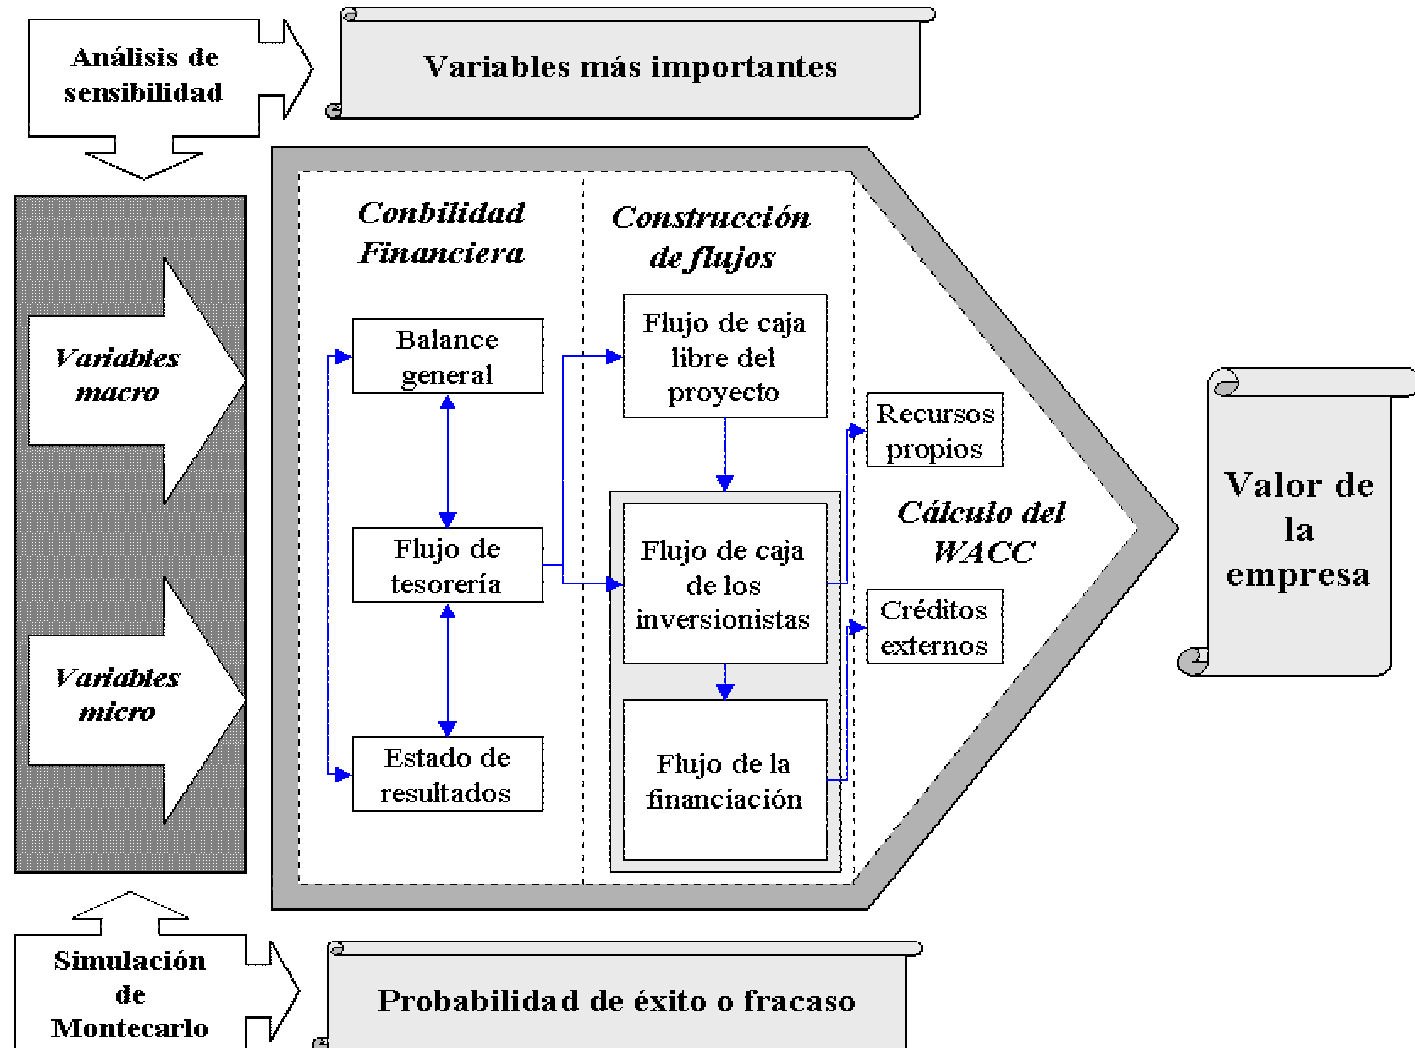 Análisis de
sensibilidad
Variables más importantes
Conbilidad
Financiera
Construcción
de flujos
Variables
macro
Balance
general
Flujo de caja
libre del
proyecto
Recursos
propios
Valor de
la
empresa
Cálculo del
WACC
Flujo de
tesorería
Flujo de caja
de los
inversionistas
Créditos
externos
Variables
micro
Estado de
resultados
Flujo de la
financíación
Simulación
de
Montecarlo
Probabilidad de éxito o fracaso